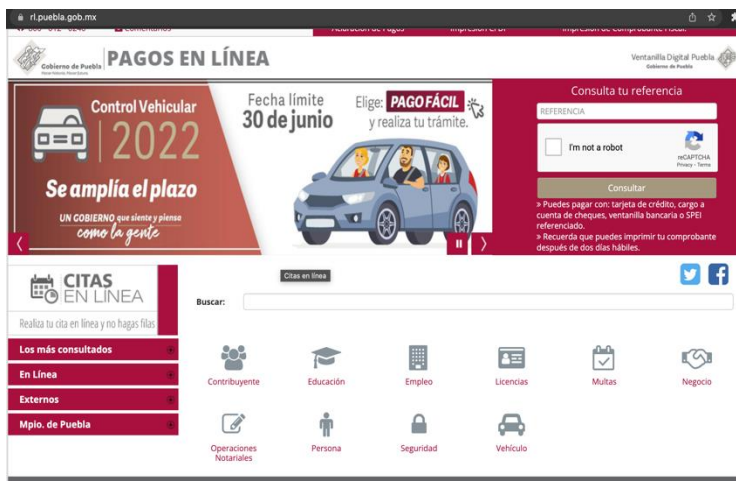 rl.puebla.gob.mx
Comentarios
Aclaración de Pagos
Impresión CFDI
Impresión de Comprobante Fiscal.
Gobierno de Puebla
PAGOS EN LÍNEA
Ventanilla Digital Puebla
Gobierno de Puebla
Control Vehicular
2022
Se amplía el plazo
UN GOBIERNO que siente y piensa
como la gente
Fecha límite
30 de junio
Elige: PAGO FÁCIL
y realiza tu trámite.
Consulta tu referencia
REFERENCIA
I'm not a robot
reCAPTCHA
Privacy - Terms
Consultar
» Puedes pagar con: tarjeta de crédito, cargo a
cuenta de cheques, ventanilla bancaria o SPEI
referenciado.
» Recuerda que puedes imprimir tu comprobante
después de dos días hábiles.
CITAS
EN LÍNEA
Realiza tu cita en línea y no hagas filas
Citas en línea
Buscar:
Los más consultados
En Línea
Externos
Mpio. de Puebla
Contribuyente
Educación
Empleo
Licencias
Multas
Negocio
Operaciones
Notariales
Persona
Seguridad
Vehículo